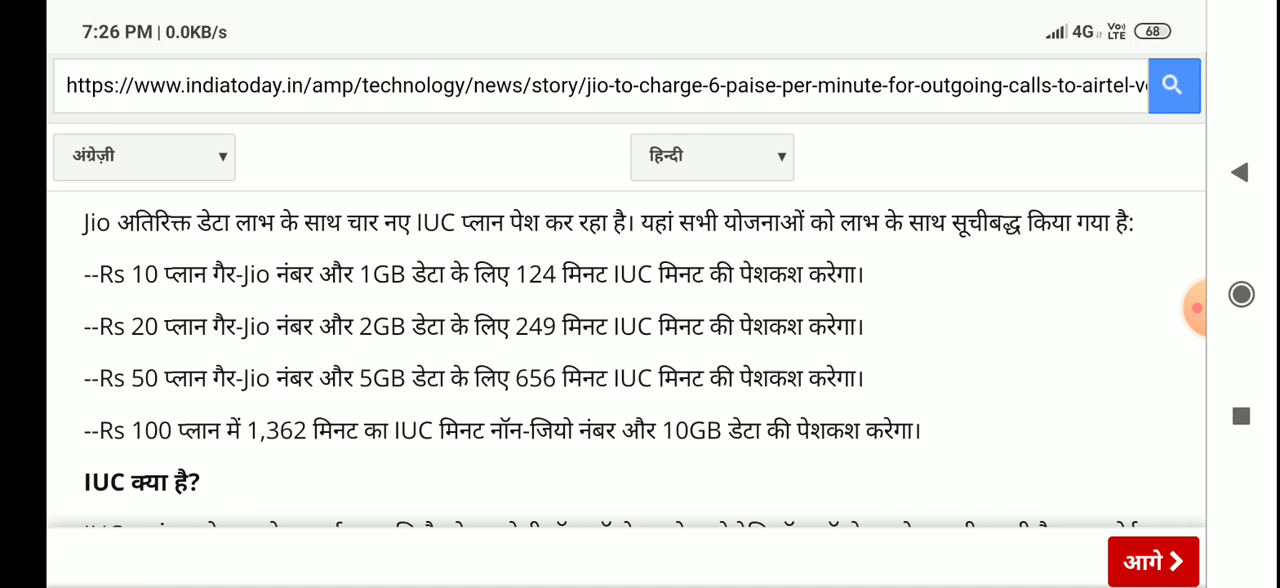 7:26 PM | 0.0KB/s 4G VoLTE 68
https://www.indiatoday.in/amp/technology/news/story/jio-to-charge-6-paise-per-minute-for-outgoing-calls-to-airtel-v
अंग्रेज़ी ▼ हिन्दी ▼
Jio अतिरिक्त डेटा लाभ के साथ चार नए IUC प्लान पेश कर रहा है। यहां सभी योजनाओं को लाभ के साथ सूचीबद्ध किया गया है:
--Rs 10 प्लान गैर-Jio नंबर और 1GB डेटा के लिए 124 मिनट IUC मिनट की पेशकश करेगा।
--Rs 20 प्लान गैर-Jio नंबर और 2GB डेटा के लिए 249 मिनट IUC मिनट की पेशकश करेगा।
--Rs 50 प्लान गैर-Jio नंबर और 5GB डेटा के लिए 656 मिनट IUC मिनट की पेशकश करेगा।
--Rs 100 प्लान में 1,362 मिनट का IUC मिनट नॉन-जियो नंबर और 10GB डेटा की पेशकश करेगा।
IUC क्या है?
आगे